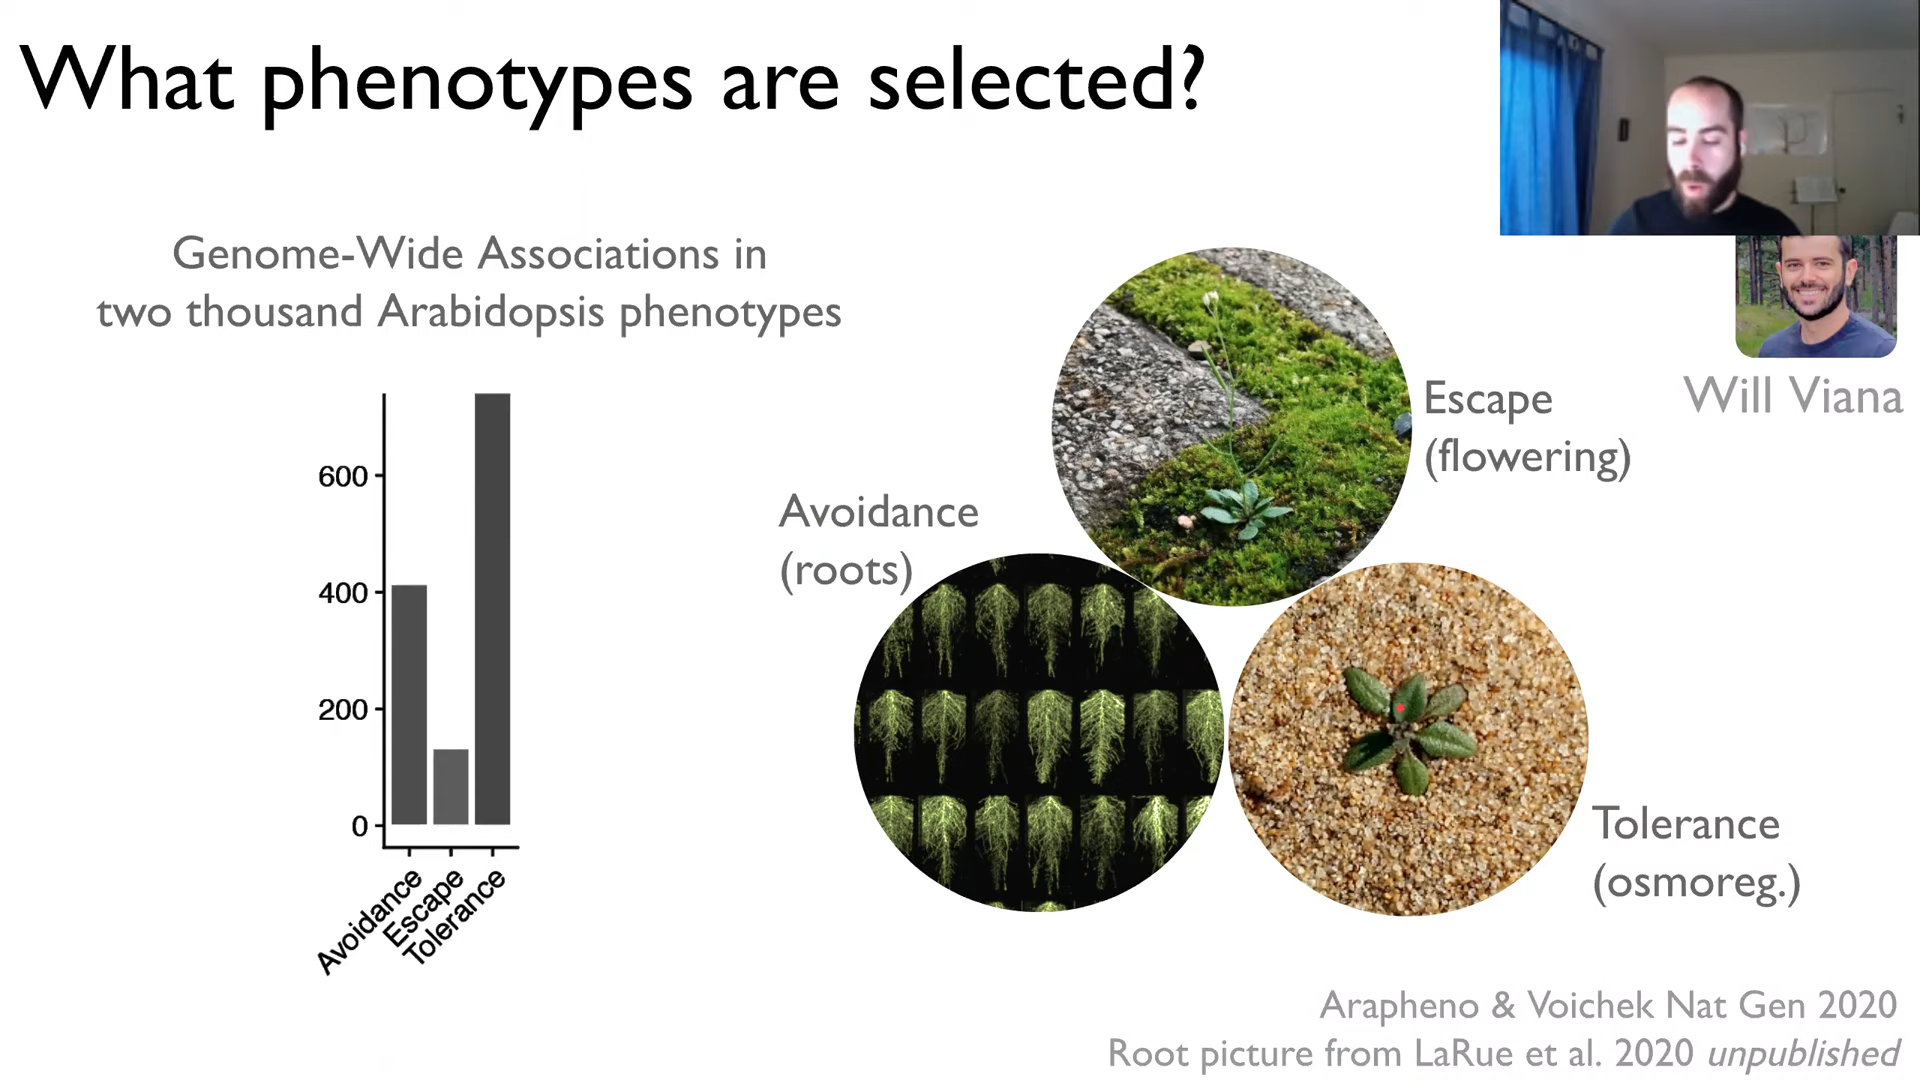 What phenotypes are selected?
Genome-Wide Associations in
two thousand Arabidopsis phenotypes
600
400
200
0
Avoidance
Escape
Tolerance
Avoidance
(roots)
Escape
(flowering)
Tolerance
(osmoreg.)
Will Viana
Arapheno & Voichek Nat Gen 2020
Root picture from LaRue et al. 2020 unpublished